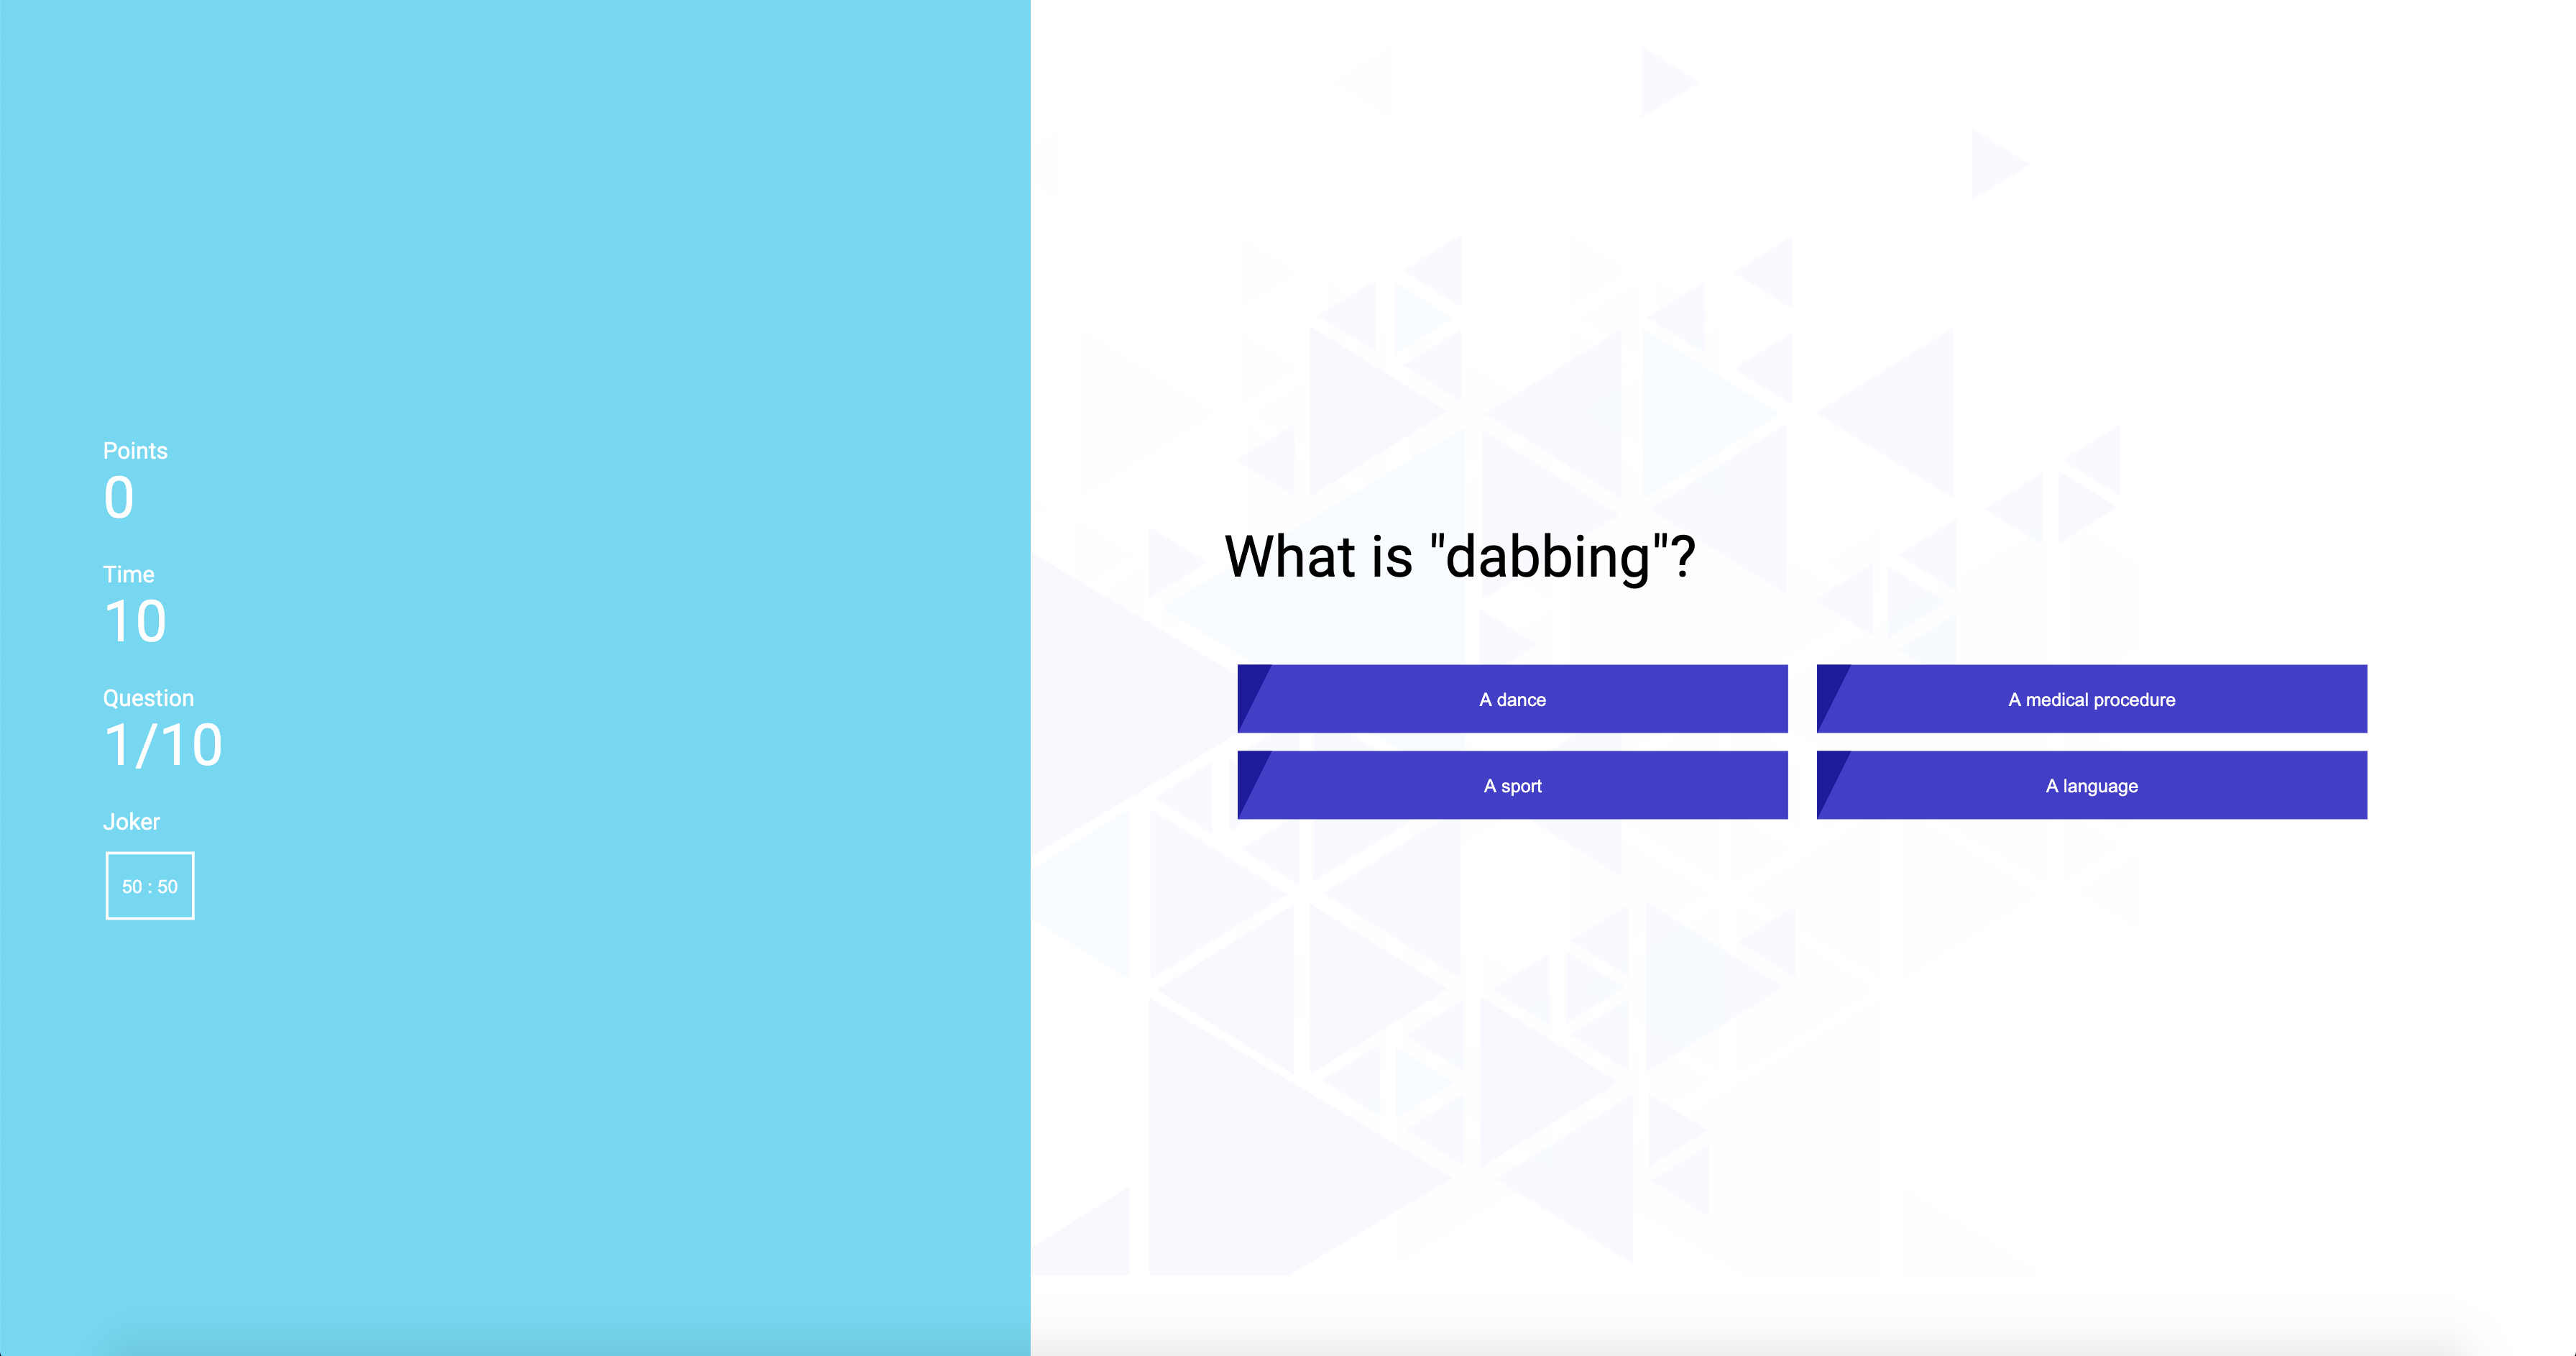 Points
0
Time
10
Question
1/10
Joker
50 : 50
What is "dabbing"?
A dance
A medical procedure
A sport
A language